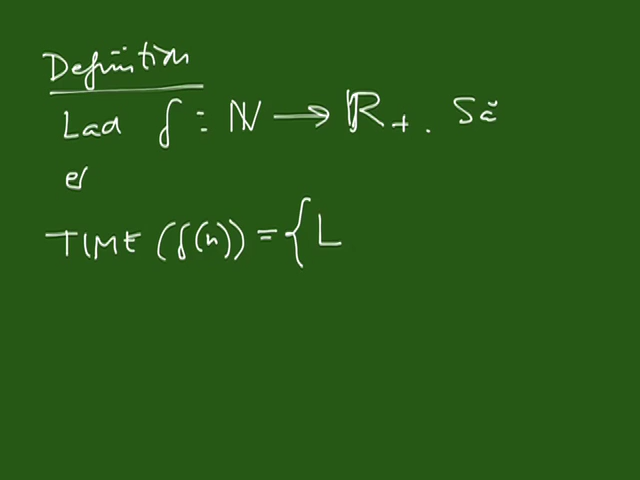 Definition
Lad f : ℕ → ℝ₊. Så
er
TIME (f(n)) = { L